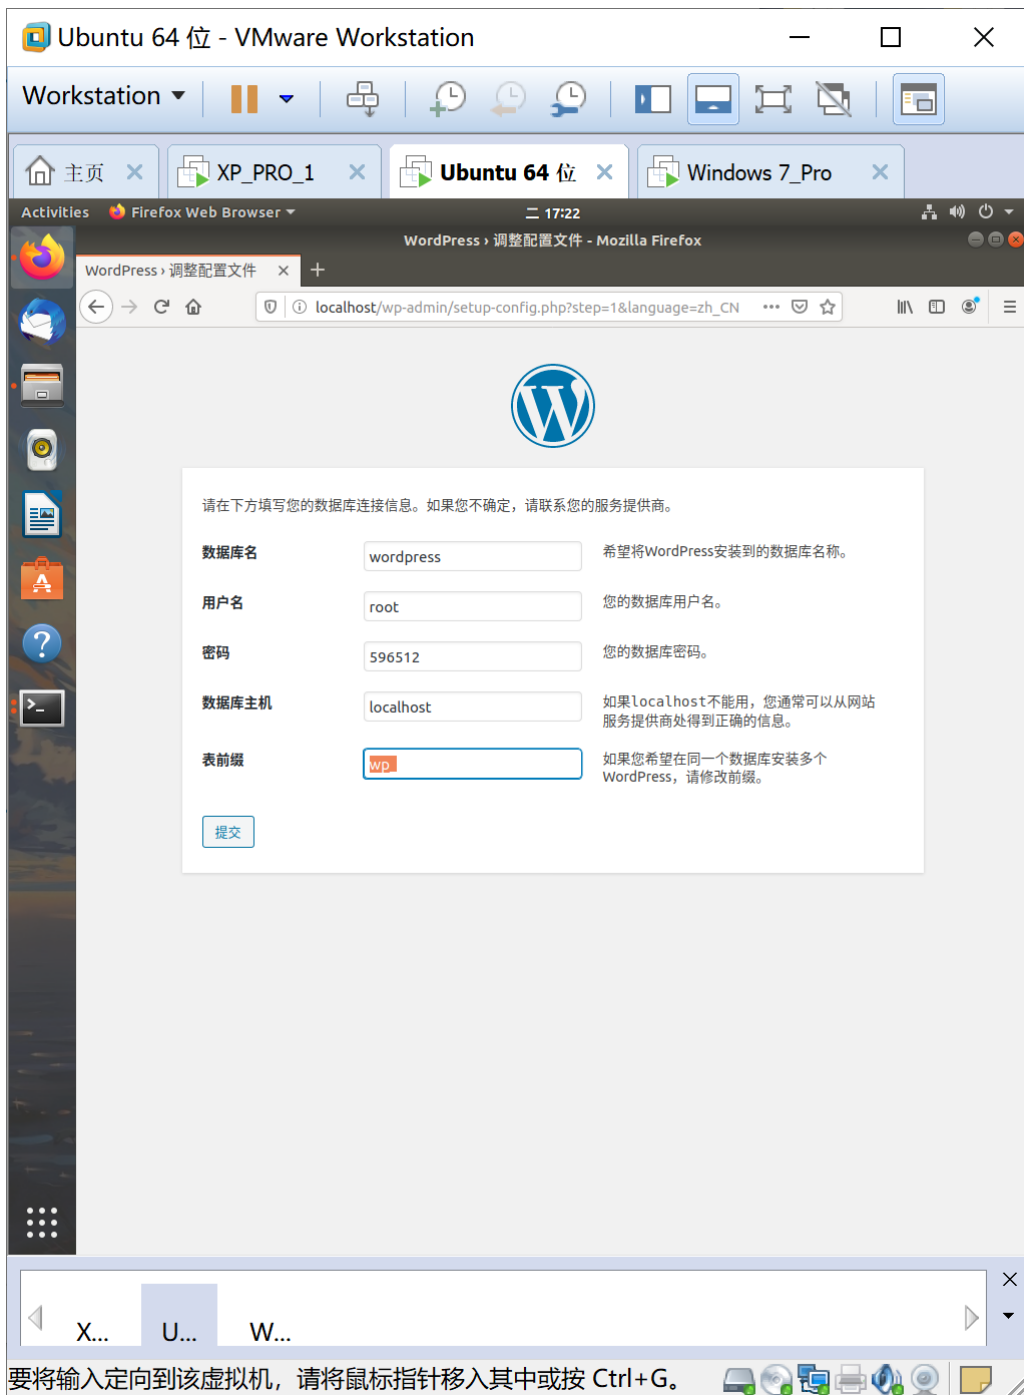 Ubuntu 64 位 - VMware Workstation
Workstation
主页
XP_PRO_1
Ubuntu 64 位
Windows 7_Pro
Activities
Firefox Web Browser
二 17:22
WordPress › 调整配置文件 - Mozilla Firefox
WordPress › 调整配置文件
localhost/wp-admin/setup-config.php?step=1&language=zh_CN
请在下方填写您的数据库连接信息。如果您不确定，请联系您的服务提供商。
数据库名
wordpress
希望将WordPress安装到的数据库名称。
用户名
root
您的数据库用户名。
密码
596512
您的数据库密码。
数据库主机
localhost
如果localhost不能用，您通常可以从网站
服务提供商处得到正确的信息。
表前缀
wp_
如果您希望在同一个数据库安装多个
WordPress，请修改前缀。
提交
X...
U...
W...
要将输入定向到该虚拟机，请将鼠标指针移入其中或按 Ctrl+G。